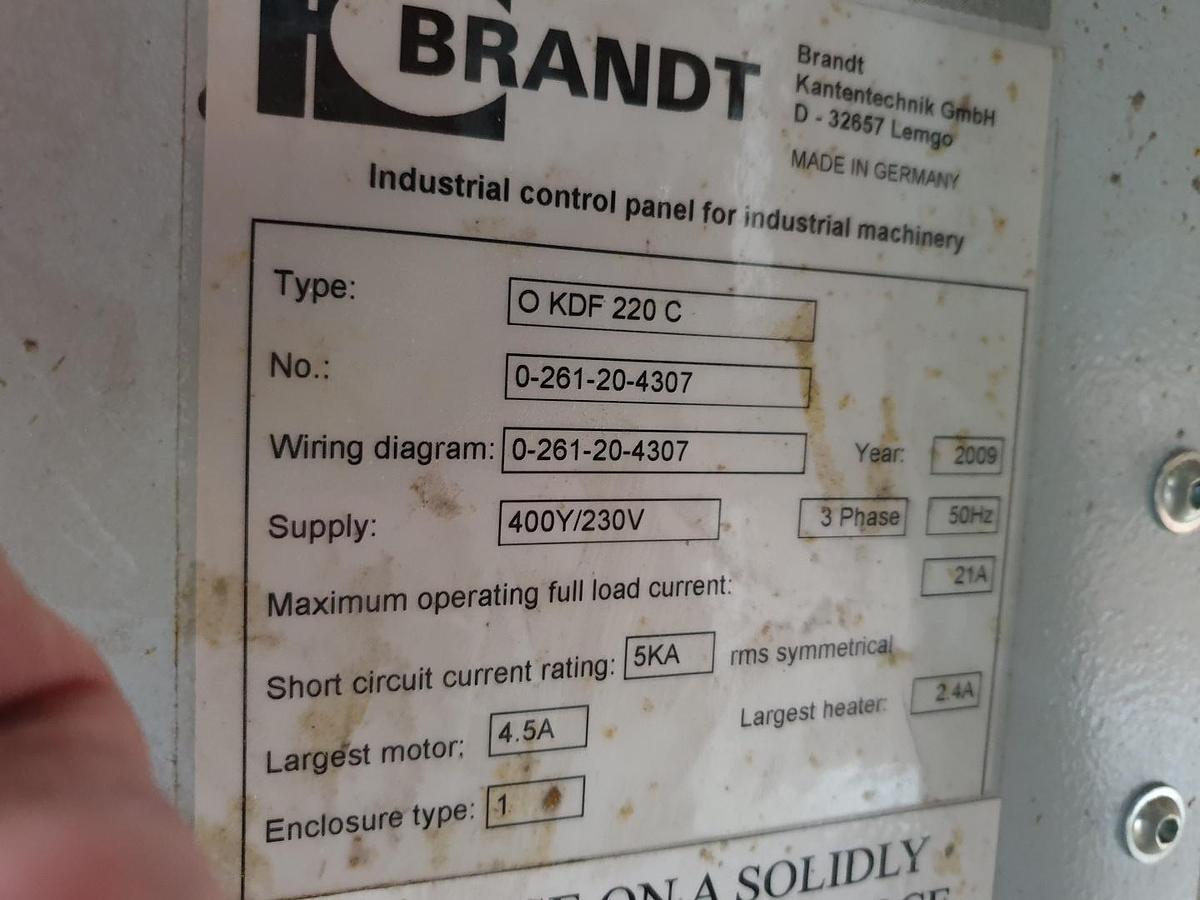 BRANDT
Brandt
Kantentechnik GmbH
D - 32657 Lemgo
MADE IN GERMANY
Industrial control panel for industrial machinery
Type: O KDF 220 C
No.: 0-261-20-4307
Wiring diagram: 0-261-20-4307 Year: 2009
Supply: 400Y/230V 3 Phase 50Hz
Maximum operating full load current: 21A
Short circuit current rating: 5KA rms symmetrical
Largest motor: 4.5A Largest heater: 2.4A
Enclosure type: 1
ON A SOLIDLY